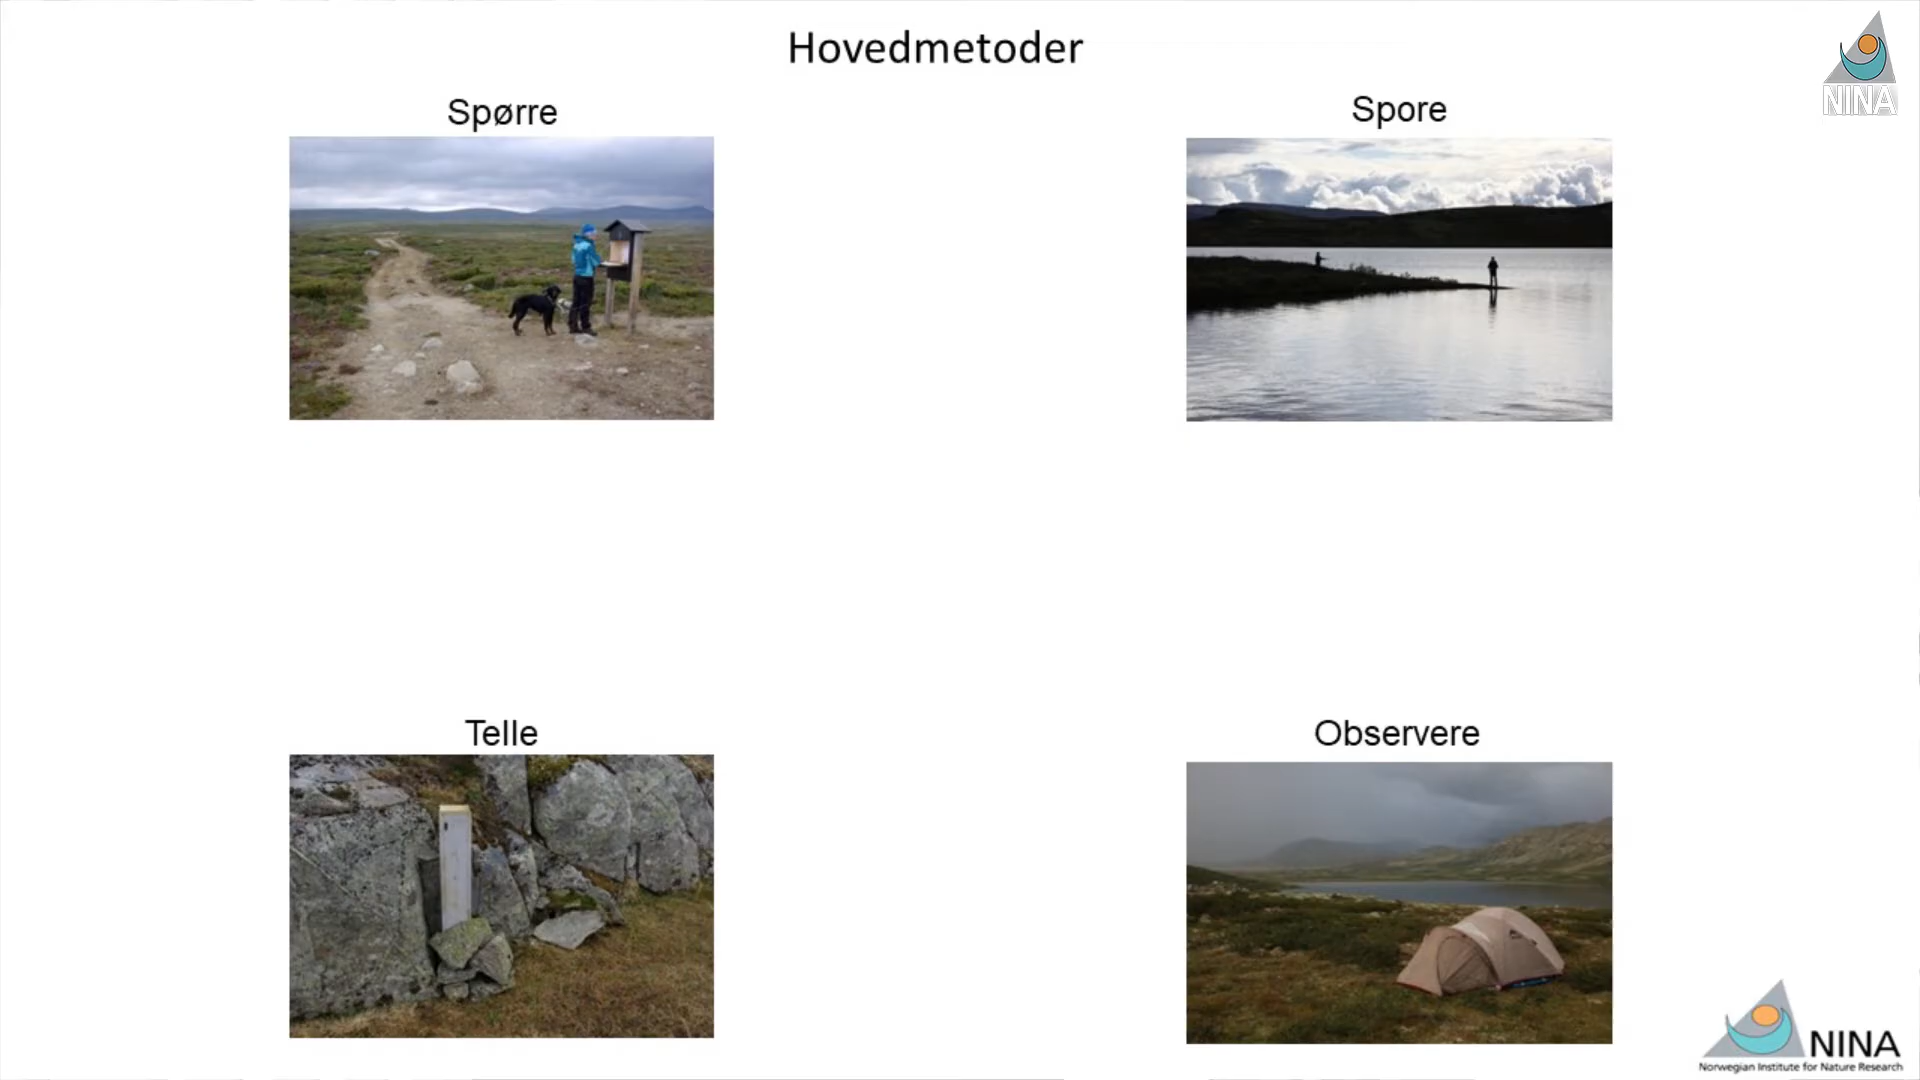 Hovedmetoder
NINA
Spørre
Spore
Telle
Observere
NINA
Norwegian Institute for Nature Research